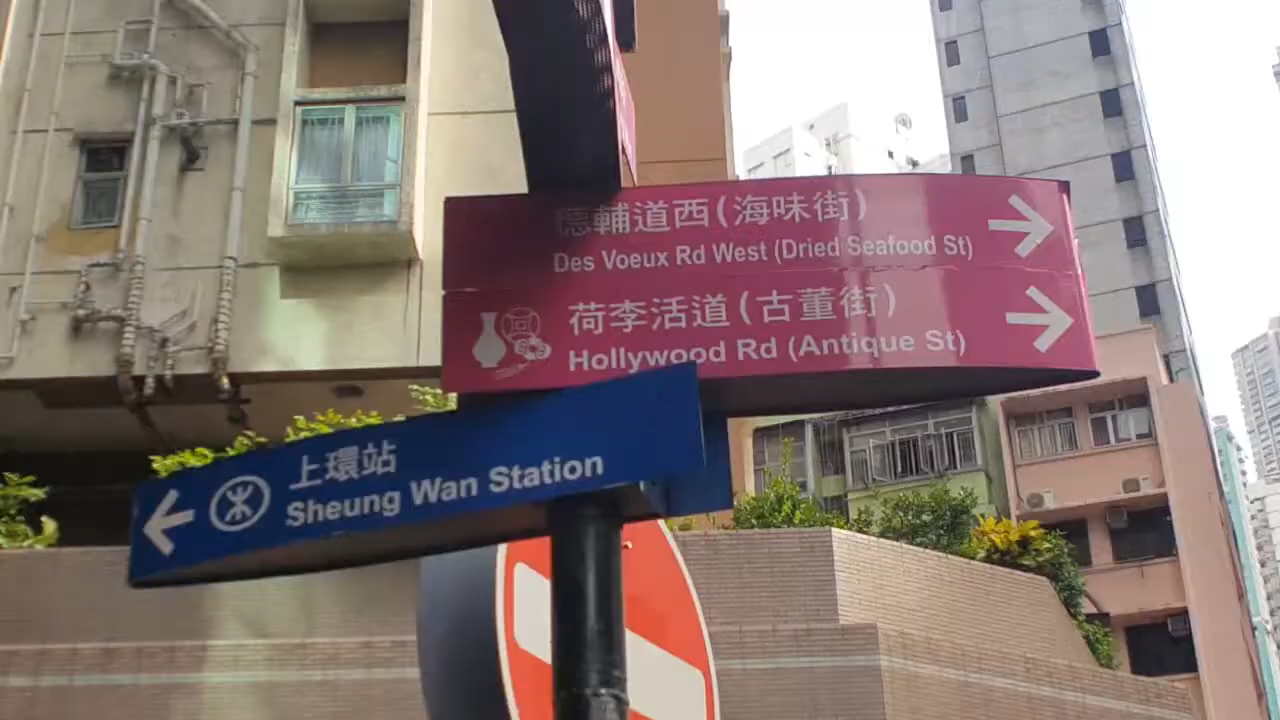 德輔道西(海味街)
Des Voeux Rd West (Dried Seafood St)
荷李活道(古董街)
Hollywood Rd (Antique St)
上環站
Sheung Wan Station